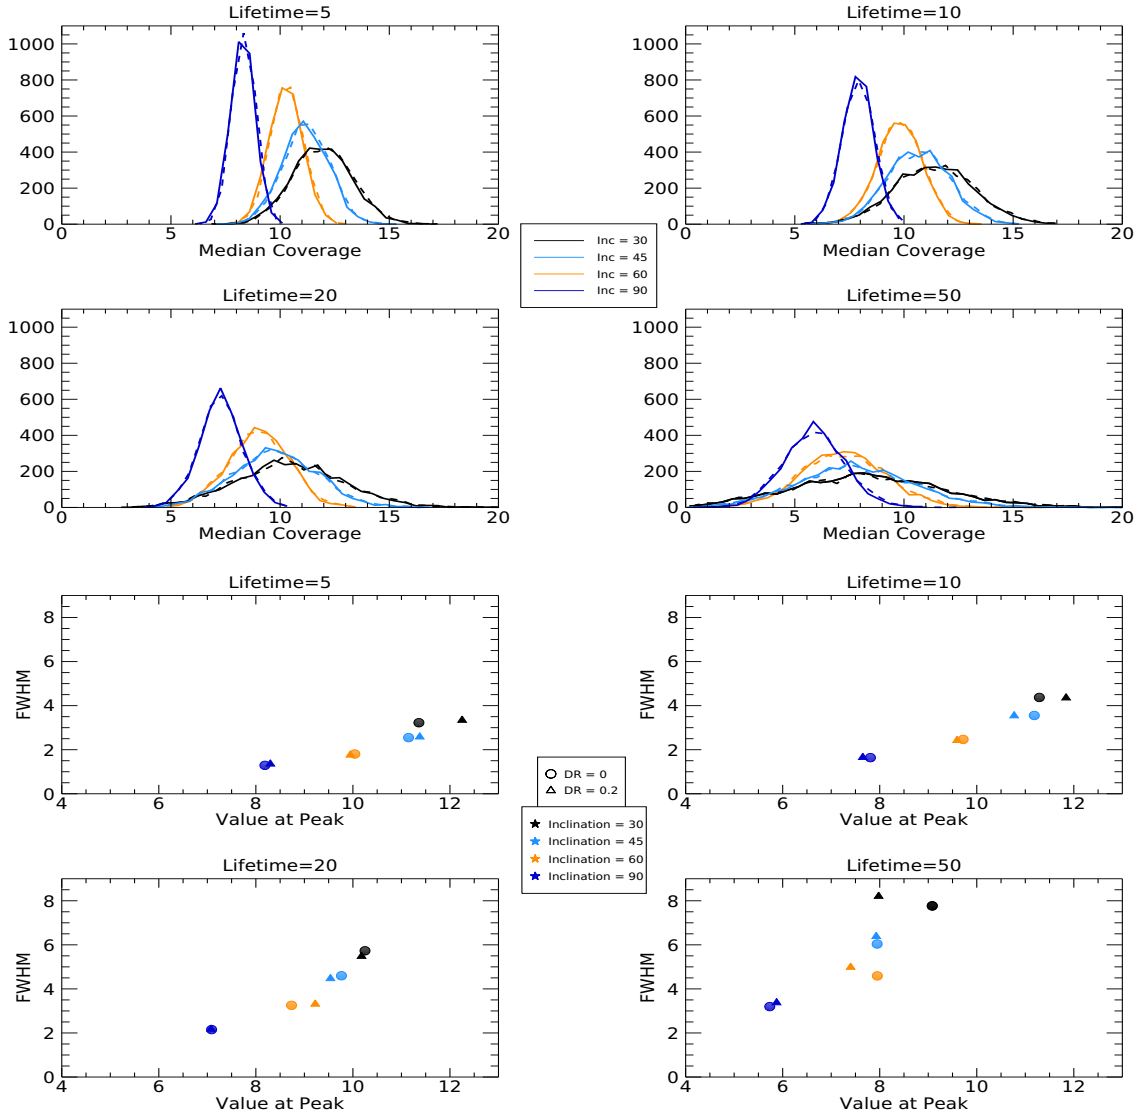 Lifetime=5
Lifetime=10
1000
800
600
400
200
0
0 5 10 15 20
Median Coverage
1000
800
600
400
200
0
0 5 10 15 20
Median Coverage
Inc = 30
Inc = 45
Inc = 60
Inc = 90
Lifetime=20
Lifetime=50
1000
800
600
400
200
0
0 5 10 15 20
Median Coverage
1000
800
600
400
200
0
0 5 10 15 20
Median Coverage
Lifetime=5
Lifetime=10
FWHM
8
6
4
2
0
4 6 8 10 12
Value at Peak
FWHM
8
6
4
2
0
4 6 8 10 12
Value at Peak
DR = 0
DR = 0.2
Inclination = 30
Inclination = 45
Inclination = 60
Inclination = 90
Lifetime=20
Lifetime=50
FWHM
8
6
4
2
0
4 6 8 10 12
Value at Peak
FWHM
8
6
4
2
0
4 6 8 10 12
Value at Peak